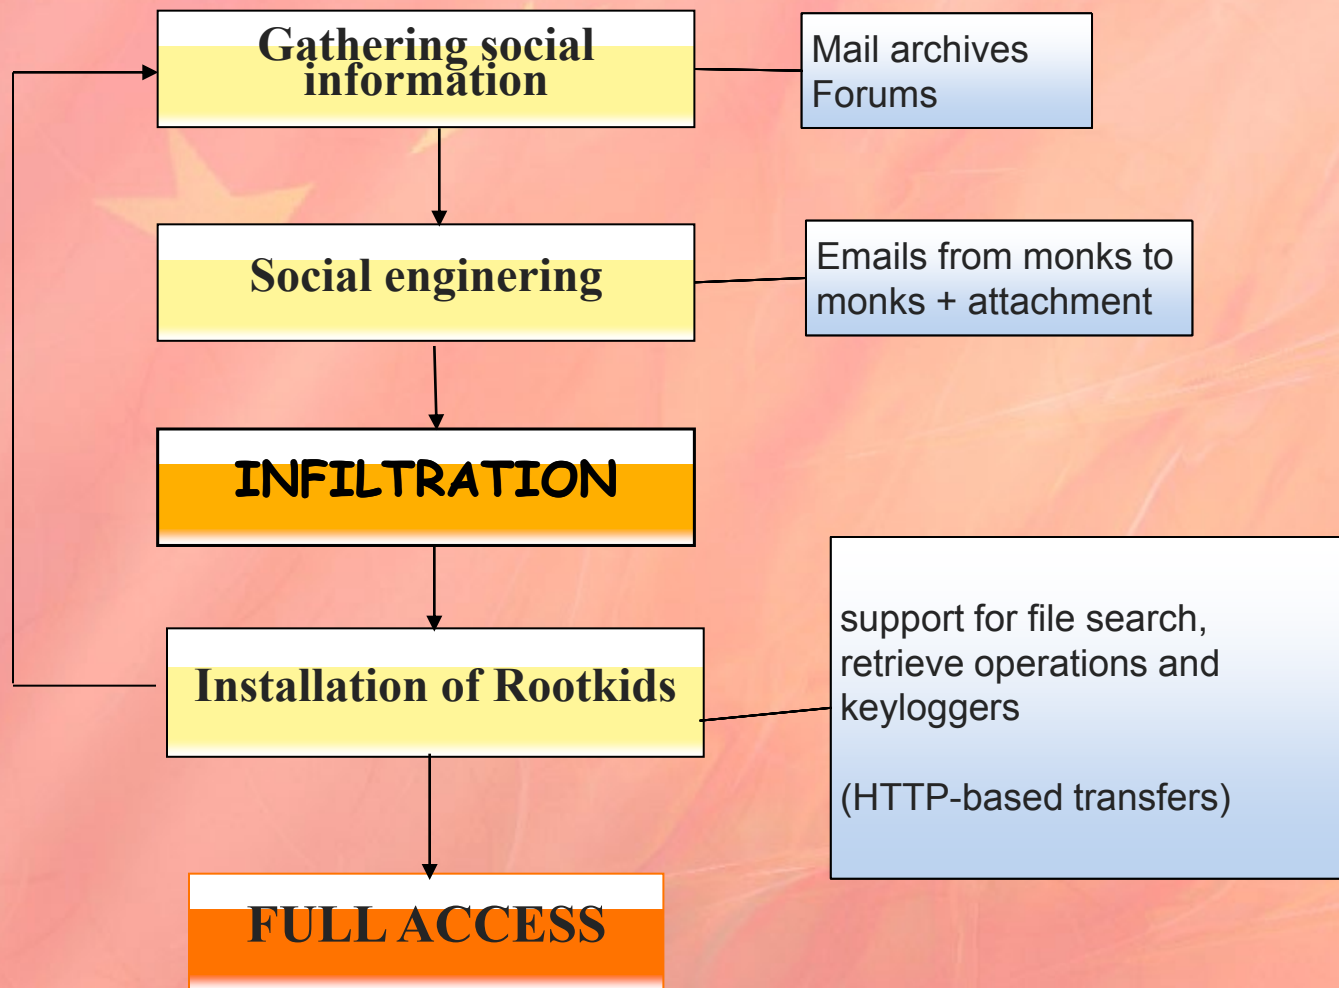 Gathering social
information
Mail archives
Forums
Social enginering
Emails from monks to
monks + attachment
INFILTRATION
Installation of Rootkids
support for file search,
retrieve operations and
keyloggers
(HTTP-based transfers)
FULL ACCESS